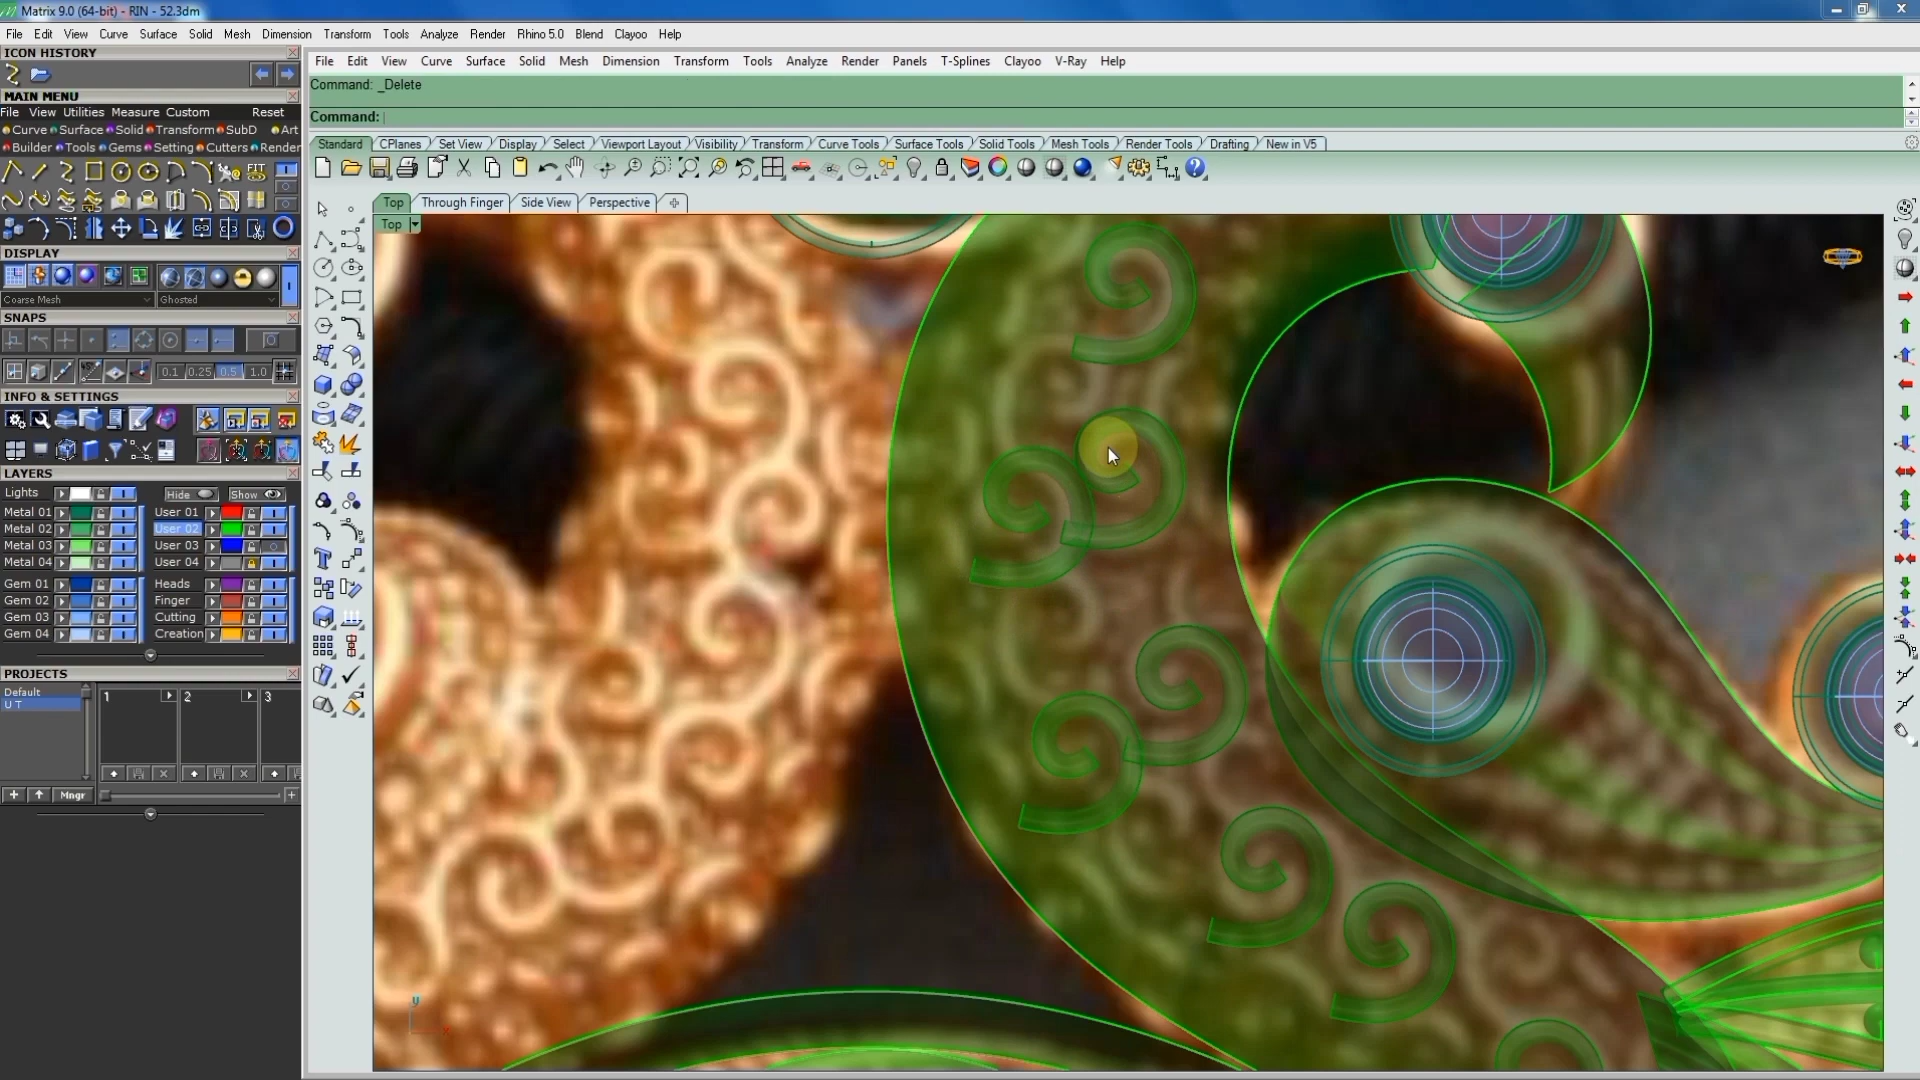 Matrix 9.0 (64-bit) - RIN - 52.3dm
File Edit View Curve Surface Solid Mesh Dimension Transform Tools Analyze Render Rhino 5.0 Blend Clayoo Help
ICON HISTORY
MAIN MENU
File View Utilities Measure Custom Reset
Curve Surface Solid Transform SubD Art
Builder Tools Gems Setting Cutters Render
DISPLAY
Coarse Mesh Ghosted
SNAPS
0.1 0.25 0.5 1.0
INFO & SETTINGS
LAYERS
Lights Hide Show
Metal 01 User 01
Metal 02 User 02
Metal 03 User 03
Metal 04 User 04
Gem 01 Heads
Gem 02 Finger
Gem 03 Cutting
Gem 04 Creation
PROJECTS
Default
U T
1 2 3
Mngr
File Edit View Curve Surface Solid Mesh Dimension Transform Tools Analyze Render Panels T-Splines Clayoo V-Ray Help
Command: _Delete
Command:
Standard CPlanes Set View Display Select Viewport Layout Visibility Transform Curve Tools Surface Tools Solid Tools Mesh Tools Render Tools Drafting New in V5
Top Through Finger Side View Perspective
Top
y
x